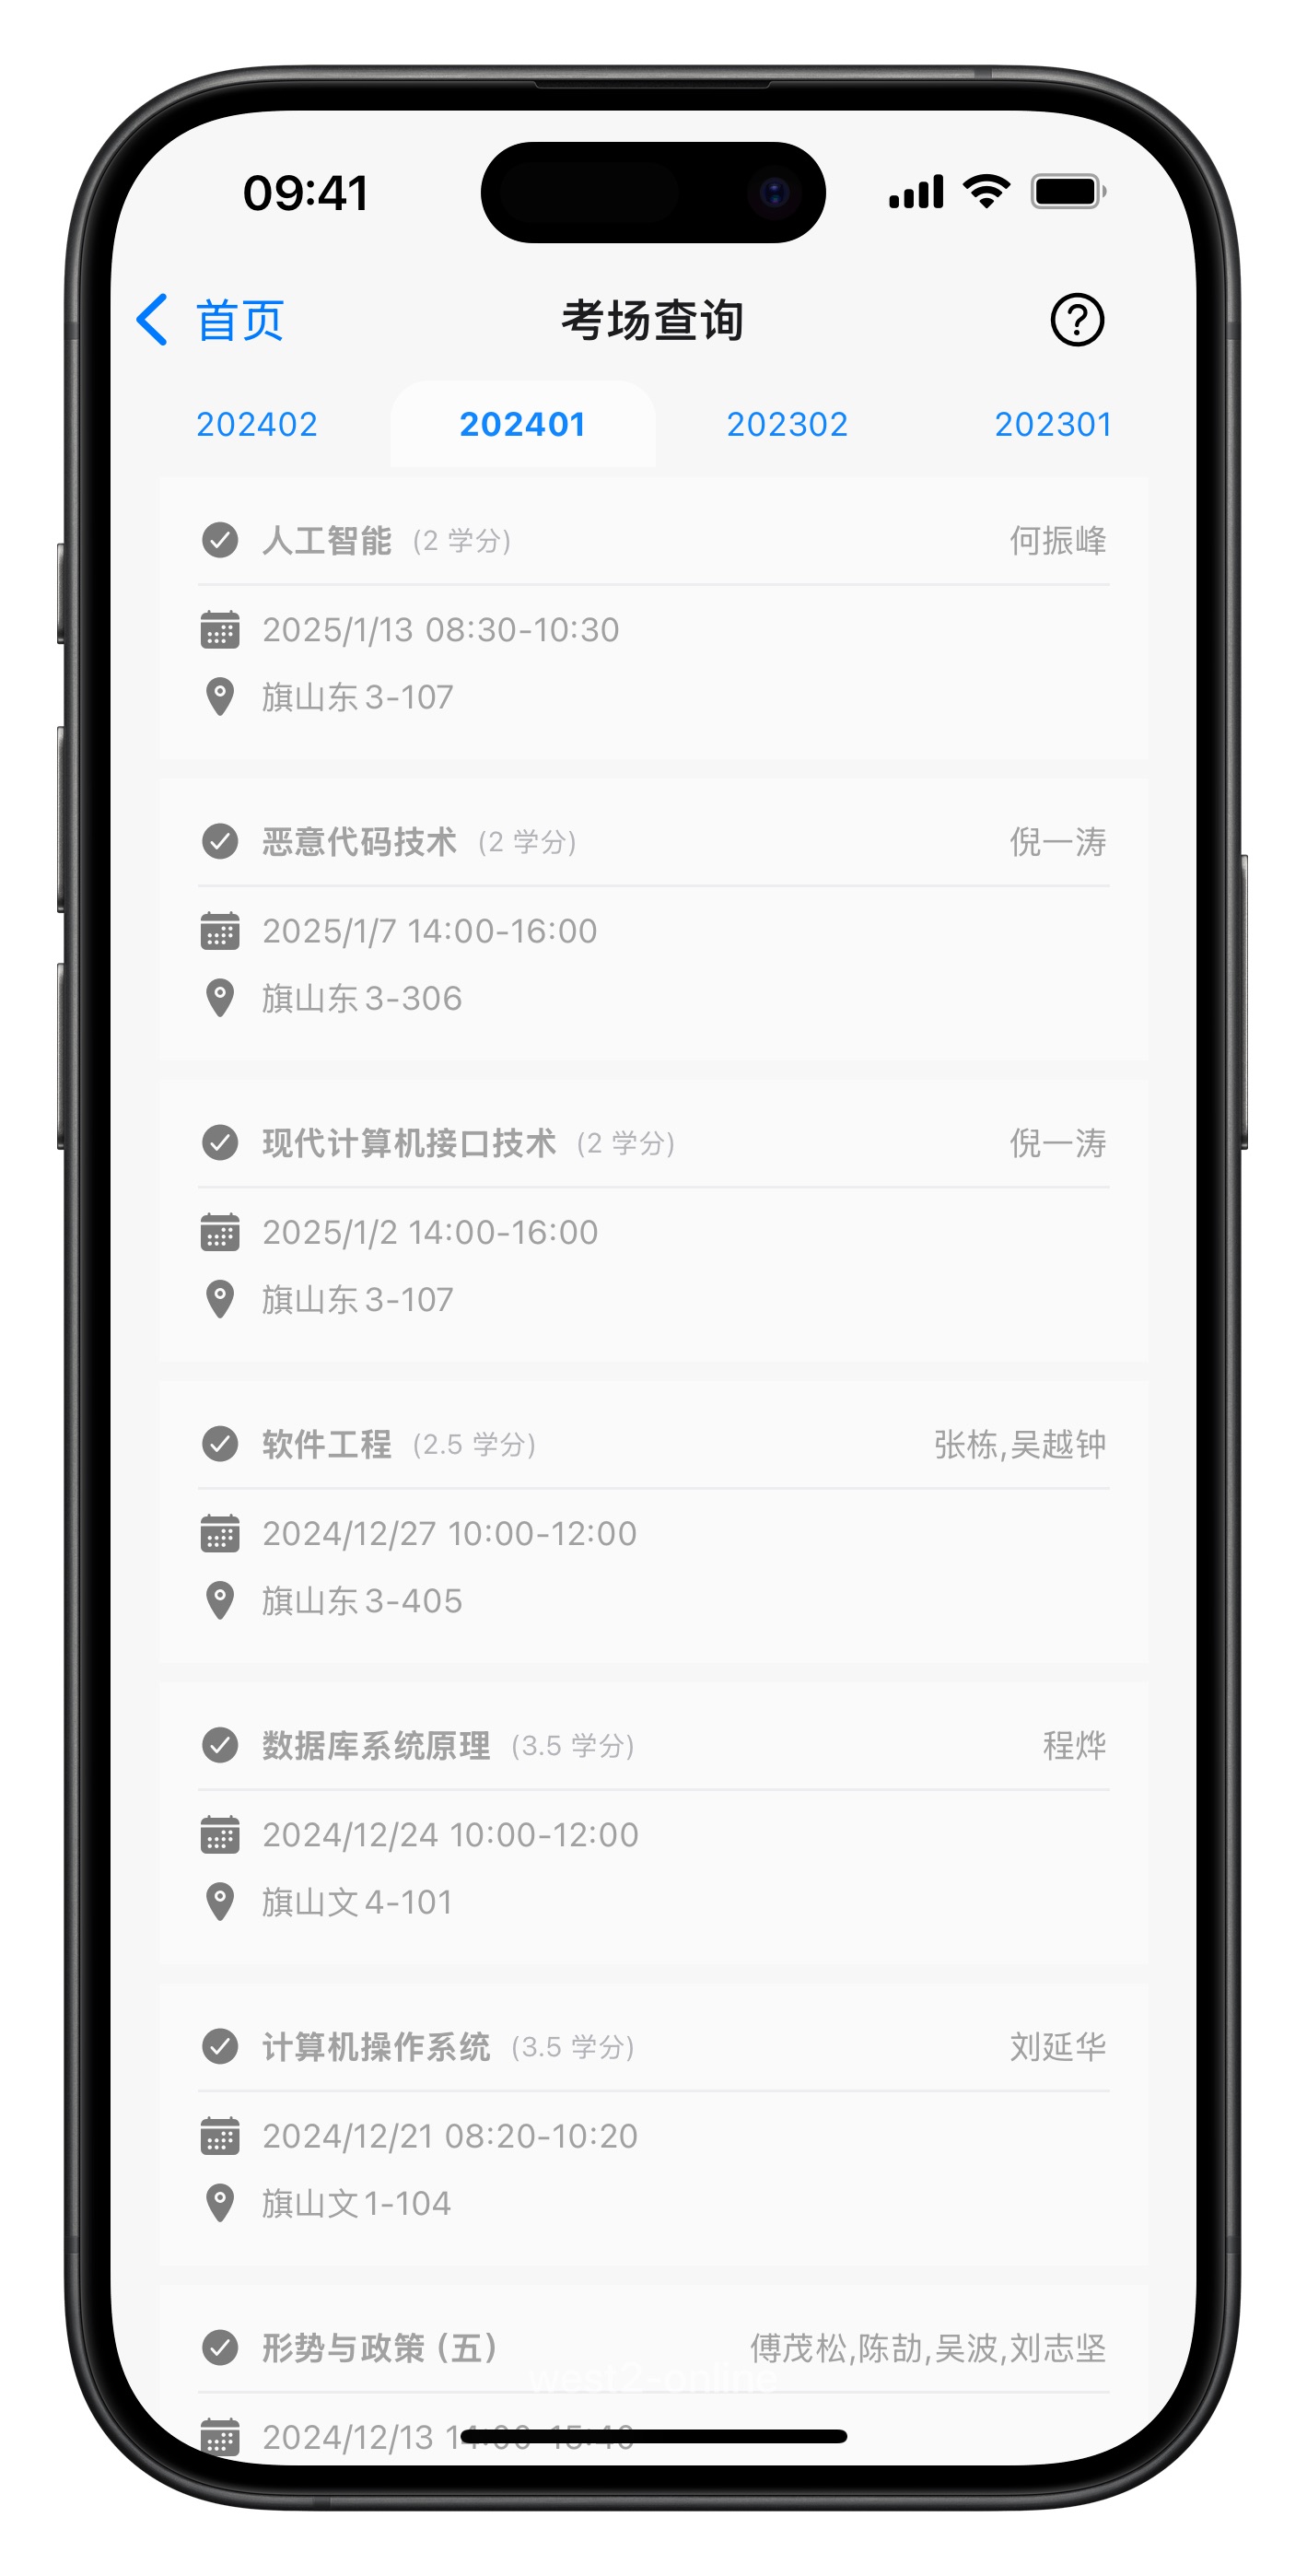 09:41
首页
考场查询
202402 202401 202302 202301
人工智能 (2 学分) 何振峰
2025/1/13 08:30-10:30
旗山东3-107
恶意代码技术 (2 学分) 倪一涛
2025/1/7 14:00-16:00
旗山东3-306
现代计算机接口技术 (2 学分) 倪一涛
2025/1/2 14:00-16:00
旗山东3-107
软件工程 (2.5 学分) 张栋,吴越钟
2024/12/27 10:00-12:00
旗山东3-405
数据库系统原理 (3.5 学分) 程烨
2024/12/24 10:00-12:00
旗山文4-101
计算机操作系统 (3.5 学分) 刘延华
2024/12/21 08:20-10:20
旗山文1-104
形势与政策（五） 傅茂松,陈劼,吴波,刘志坚
west2-online
2024/12/13 14:00-15:40